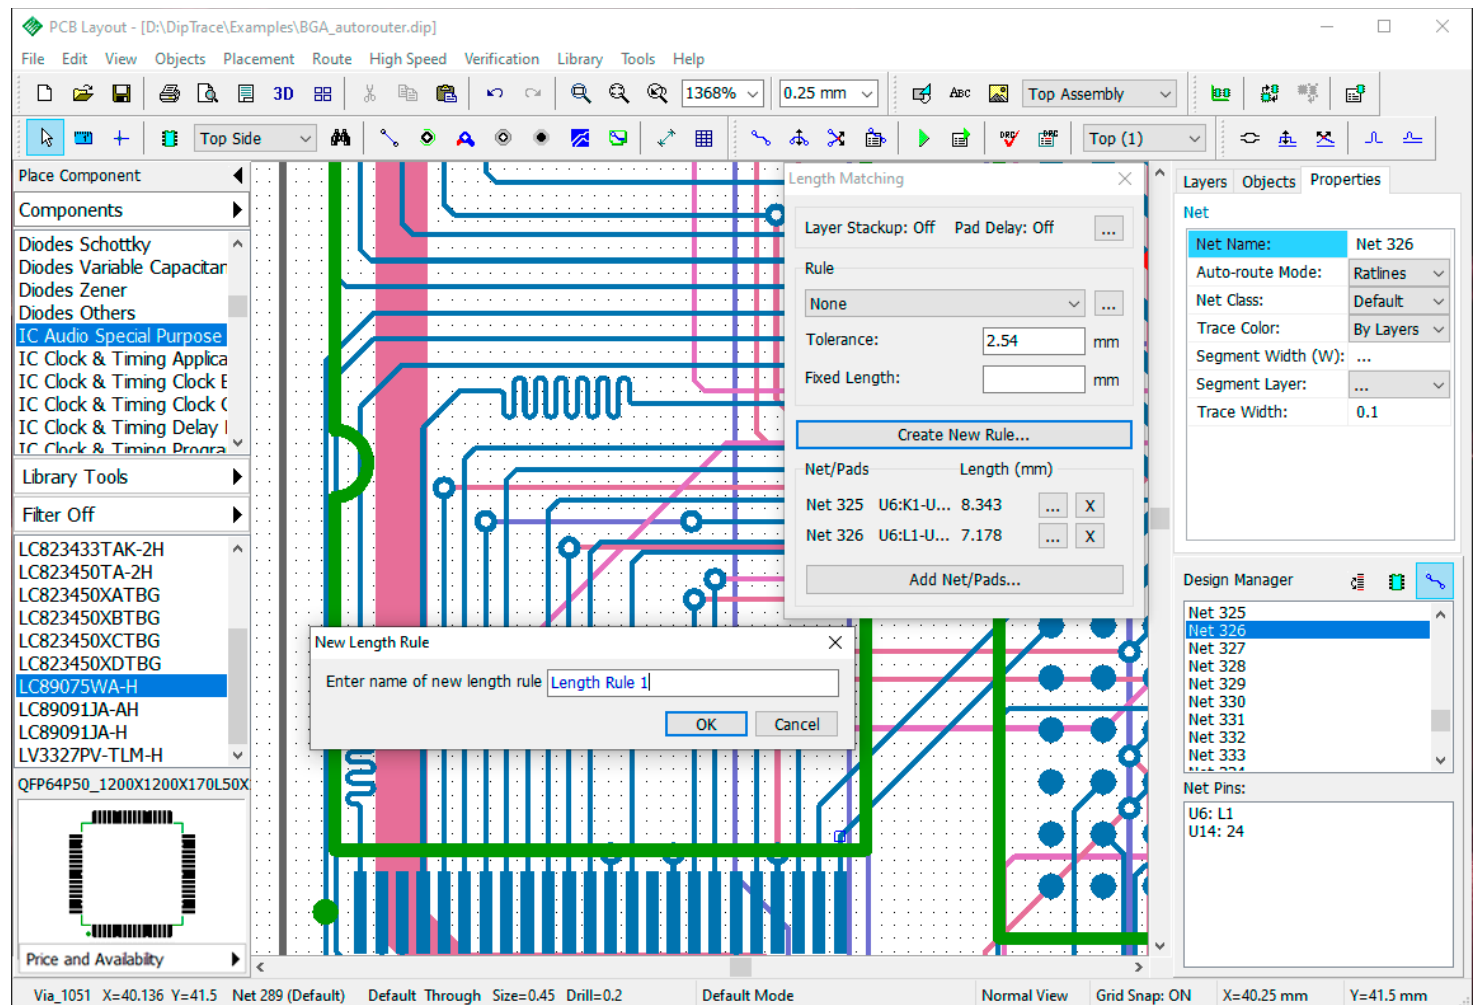 PCB Layout - [D:\DipTrace\Examples\BGA_autorouter.dip]
File Edit View Objects Placement Route High Speed Verification Library Tools Help
3D 1368% 0.25 mm ABC Top Assembly
Top Side DRC DRC Top (1)
Place Component
Components
Diodes Schottky
Diodes Variable Capacitan
Diodes Zener
Diodes Others
IC Audio Special Purpose
IC Clock & Timing Applica
IC Clock & Timing Clock
IC Clock & Timing Clock
IC Clock & Timing Delay
IC Clock & Timing Progra
Library Tools
Filter Off
LC823433TAK-2H
LC823450TA-2H
LC823450XATBG
LC823450XBTBG
LC823450XCTBG
LC823450XDTBG
LC89075WA-H
LC89091JA-AH
LC89091JA-H
LV3327PV-TLM-H
QFP64P50_1200X1200X170L50X
Price and Availability
Length Matching
Layer Stackup: Off Pad Delay: Off ...
Rule
None ...
Tolerance: 2.54 mm
Fixed Length: mm
Create New Rule...
Net/Pads Length (mm)
Net 325 U6:K1-U... 8.343 ... X
Net 326 U6:L1-U... 7.178 ... X
Add Net/Pads...
New Length Rule
Enter name of new length rule Length Rule 1
OK Cancel
Layers Objects Properties
Net
Net Name: Net 326
Auto-route Mode: Ratlines
Net Class: Default
Trace Color: By Layers
Segment Width (W): ...
Segment Layer: ...
Trace Width: 0.1
Design Manager
Net 325
Net 326
Net 327
Net 328
Net 329
Net 330
Net 331
Net 332
Net 333
Net Pins:
U6: L1
U14: 24
Via_1051 X=40.136 Y=41.5 Net 289 (Default) Default Through Size=0.45 Drill=0.2 Default Mode Normal View Grid Snap: ON X=40.25 mm Y=41.5 mm